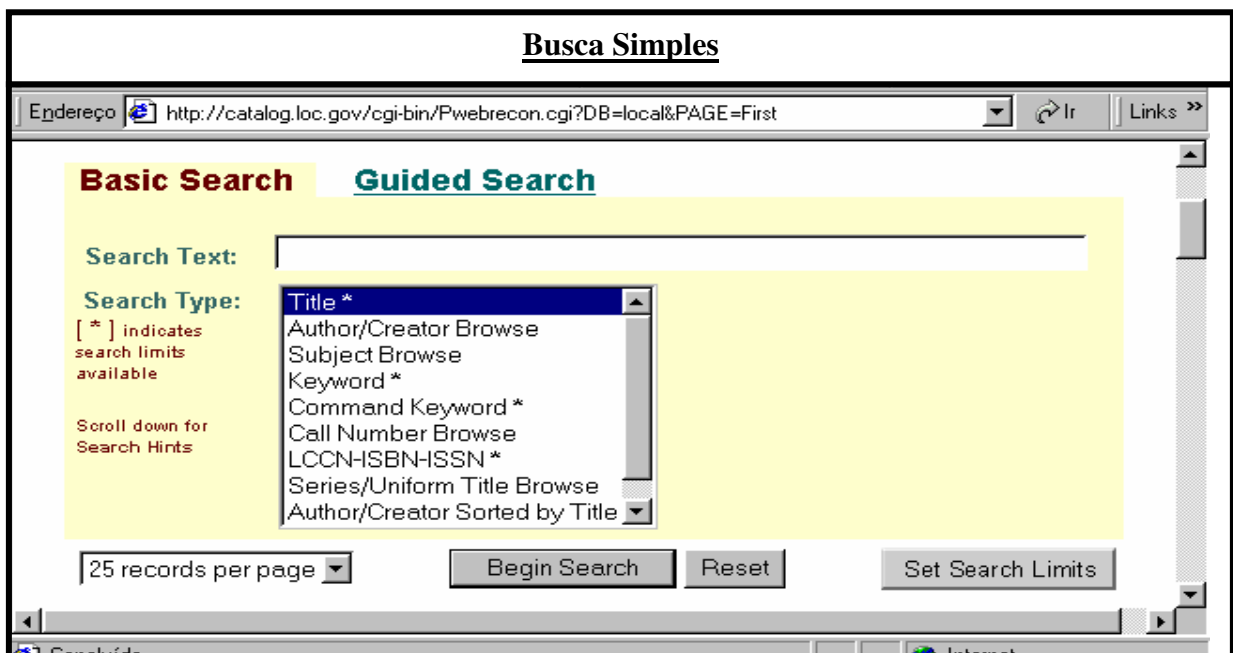 Busca Simples
Endereço http://catalog.loc.gov/cgi-bin/Pwebrecon.cgi?DB=local&PAGE=First Ir Links »
Basic Search Guided Search
Search Text:
Search Type:
[ * ] indicates
search limits
available
Scroll down for
Search Hints
Title *
Author/Creator Browse
Subject Browse
Keyword *
Command Keyword *
Call Number Browse
LCCN-ISBN-ISSN *
Series/Uniform Title Browse
Author/Creator Sorted by Title
25 records per page Begin Search Reset Set Search Limits
Concluído Internet